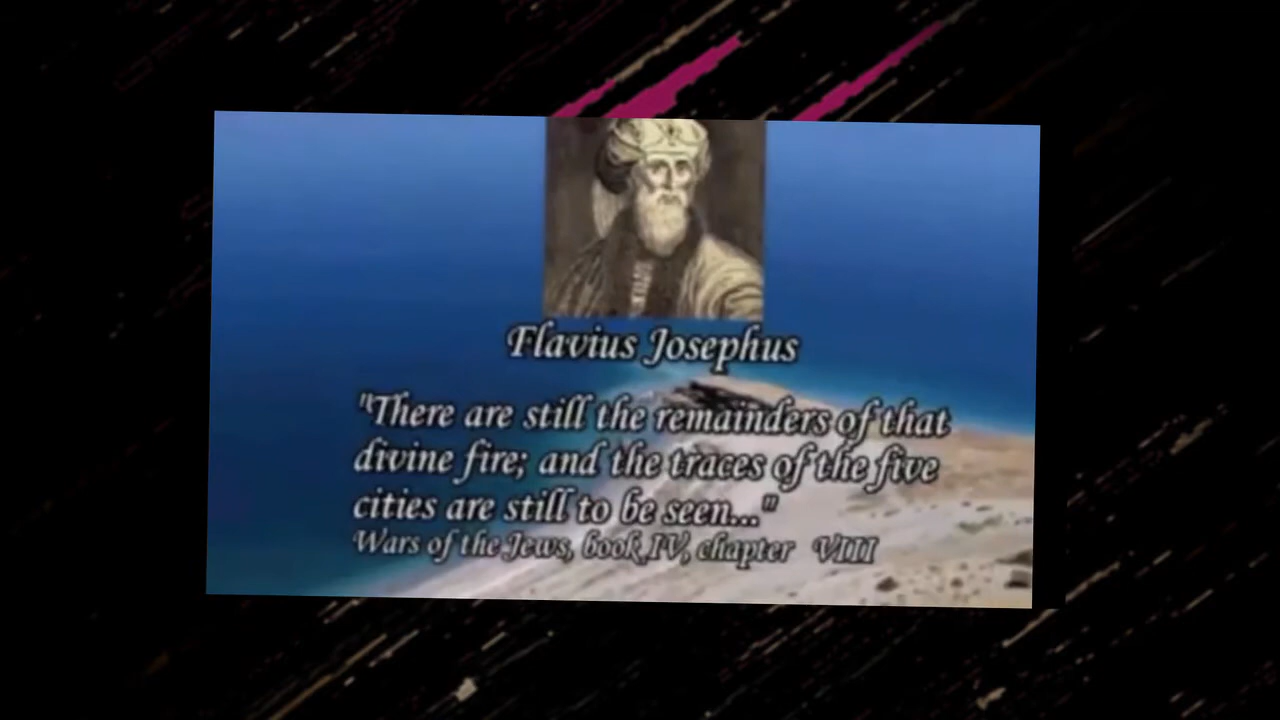 Flavius Josephus
"There are still the remainders of that
divine fire; and the traces of the five
cities are still to be seen..."
Wars of the Jews, book IV, chapter VIII